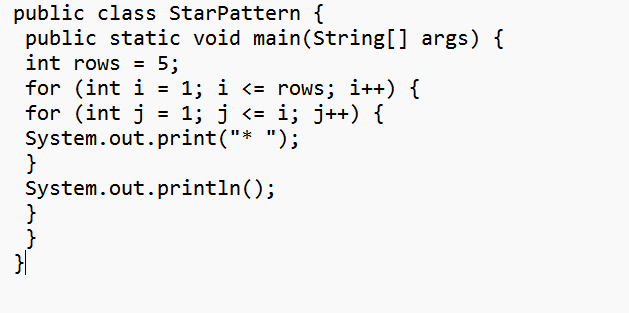 public class StarPattern {
 public static void main(String[] args) {
 int rows = 5;
 for (int i = 1; i <= rows; i++) {
 for (int j = 1; j <= i; j++) {
 System.out.print("* ");
 }
 System.out.println();
 }
 }
}